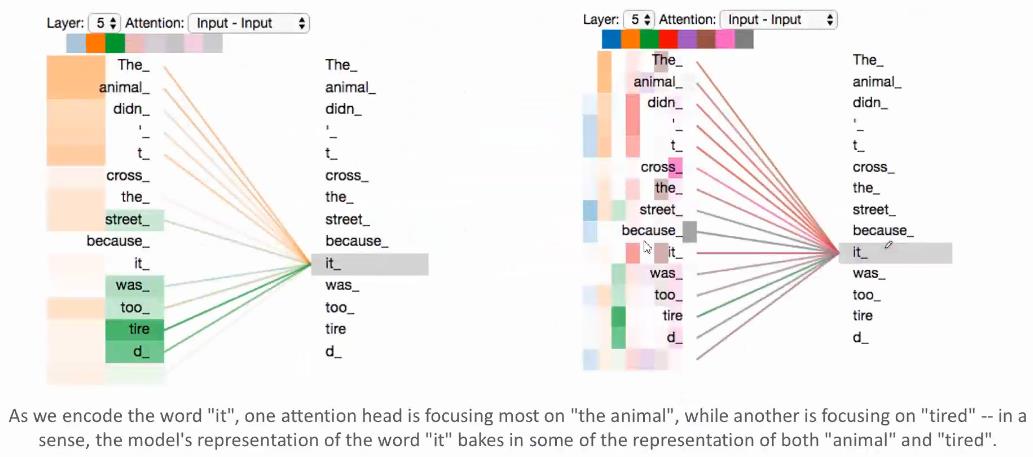 Layer: 5 Attention: Input - Input
The_ The_
animal_ animal_
didn_ didn_
'_ '_
t_ t_
cross_ cross_
the_ the_
street_ street_
because_ because_
it_ it_
was_ was_
too_ too_
tire tire
d_ d_
Layer: 5 Attention: Input - Input
The_ The_
animal_ animal_
didn_ didn_
'_ '_
t_ t_
cross_ cross_
the_ the_
street_ street_
because_ because_
it_ it_
was_ was_
too_ too_
tire tire
d_ d_
As we encode the word "it", one attention head is focusing most on "the animal", while another is focusing on "tired" -- in a
sense, the model's representation of the word "it" bakes in some of the representation of both "animal" and "tired".